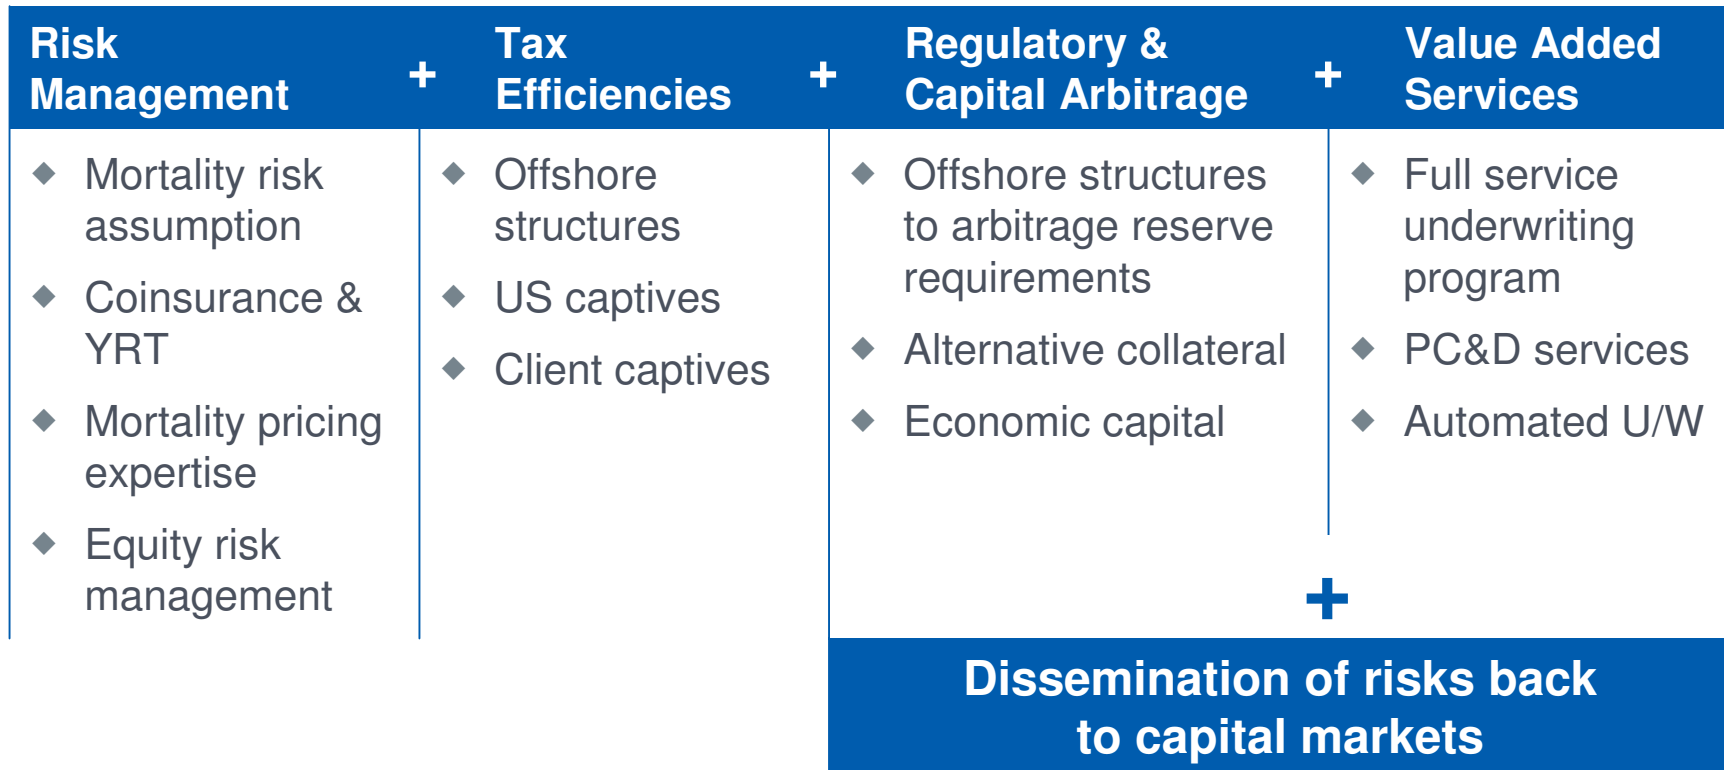 Risk
Management
+
Tax
Efficiencies
+
Regulatory &
Capital Arbitrage
+
Value Added
Services
Mortality risk
assumption
Coinsurance &
YRT
Mortality pricing
expertise
Equity risk
management
Offshore
structures
US captives
Client captives
Offshore structures
to arbitrage reserve
requirements
Alternative collateral
Economic capital
Full service
underwriting
program
PC&D services
Automated U/W
+
Dissemination of risks back
to capital markets